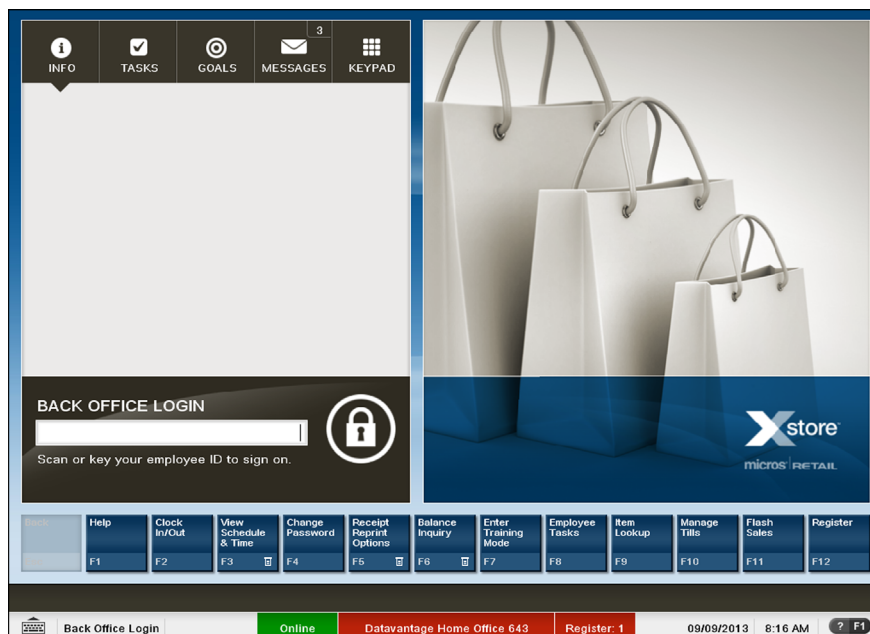 3
INFO TASKS GOALS MESSAGES KEYPAD
BACK OFFICE LOGIN
Scan or key your employee ID to sign on.
Xstore
micros RETAIL
Back
Help
Clock
In/Out
View
Schedule
& Time
Change
Password
Receipt
Reprint
Options
Balance
Inquiry
Enter
Training
Mode
Employee
Tasks
Item
Lookup
Manage
Tills
Flash
Sales
Register
F1 F2 F3 F4 F5 F6 F7 F8 F9 F10 F11 F12
Back Office Login Online Datavantage Home Office 643 Register: 1 09/09/2013 8:16 AM ? F1